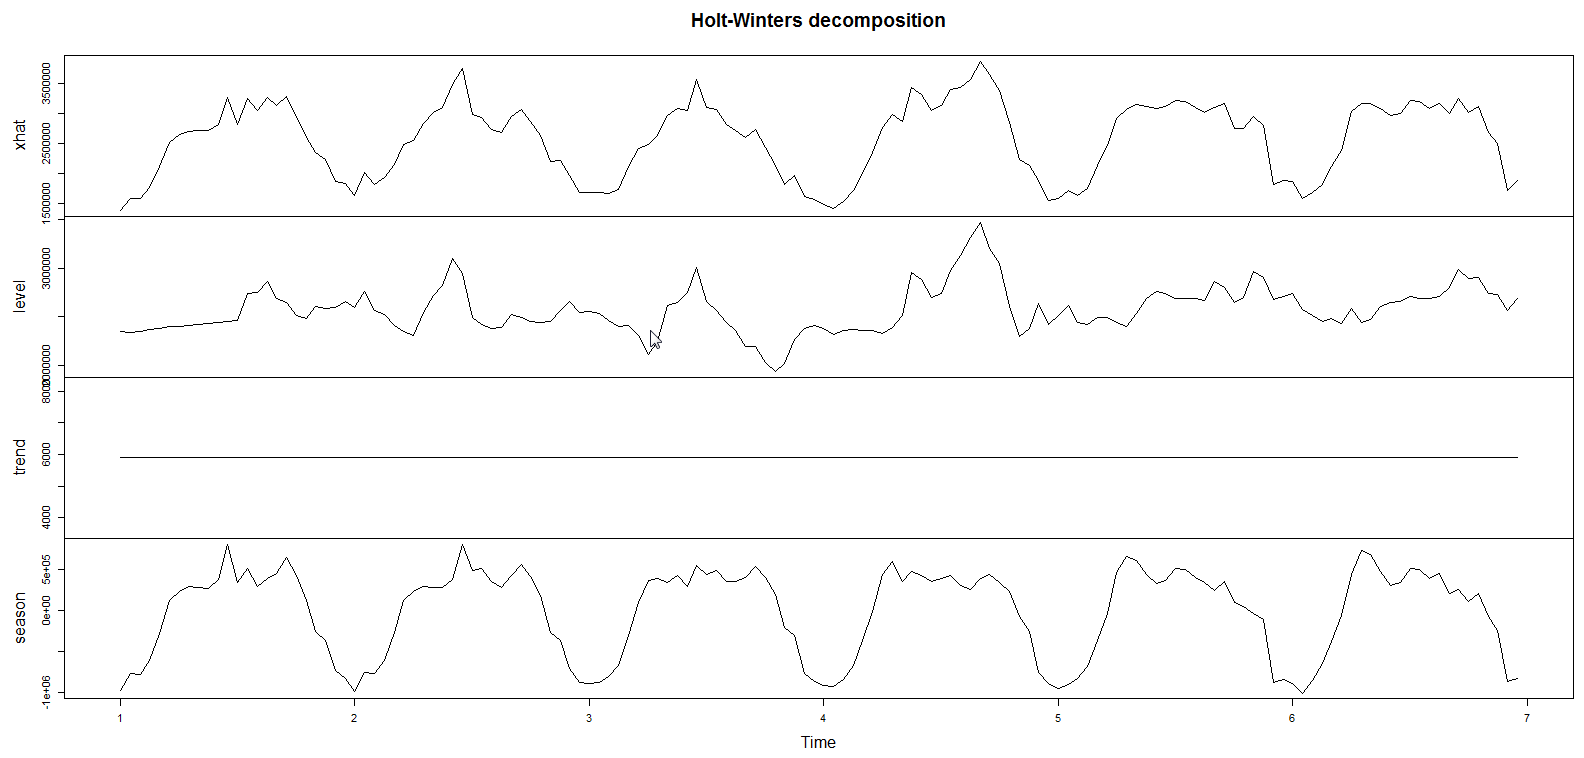 Holt-Winters decomposition
xhat
3500000
2500000
1500000
level
3000000
trend
6000
4000
season
5e+05
0e+00
-1e+06
1 2 3 4 5 6 7
Time